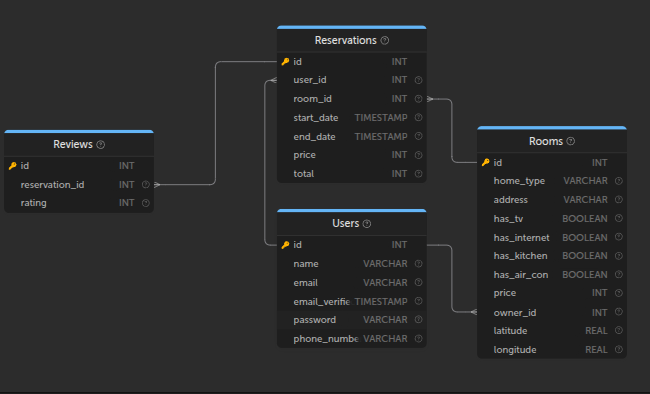 Reservations
id INT
user_id INT
room_id INT
start_date TIMESTAMP
end_date TIMESTAMP
price INT
total INT
Reviews
id INT
reservation_id INT
rating INT
Rooms
id INT
home_type VARCHAR
address VARCHAR
has_tv BOOLEAN
has_internet BOOLEAN
has_kitchen BOOLEAN
has_air_con BOOLEAN
price INT
owner_id INT
latitude REAL
longitude REAL
Users
id INT
name VARCHAR
email VARCHAR
email_verifie TIMESTAMP
password VARCHAR
phone_numbe VARCHAR